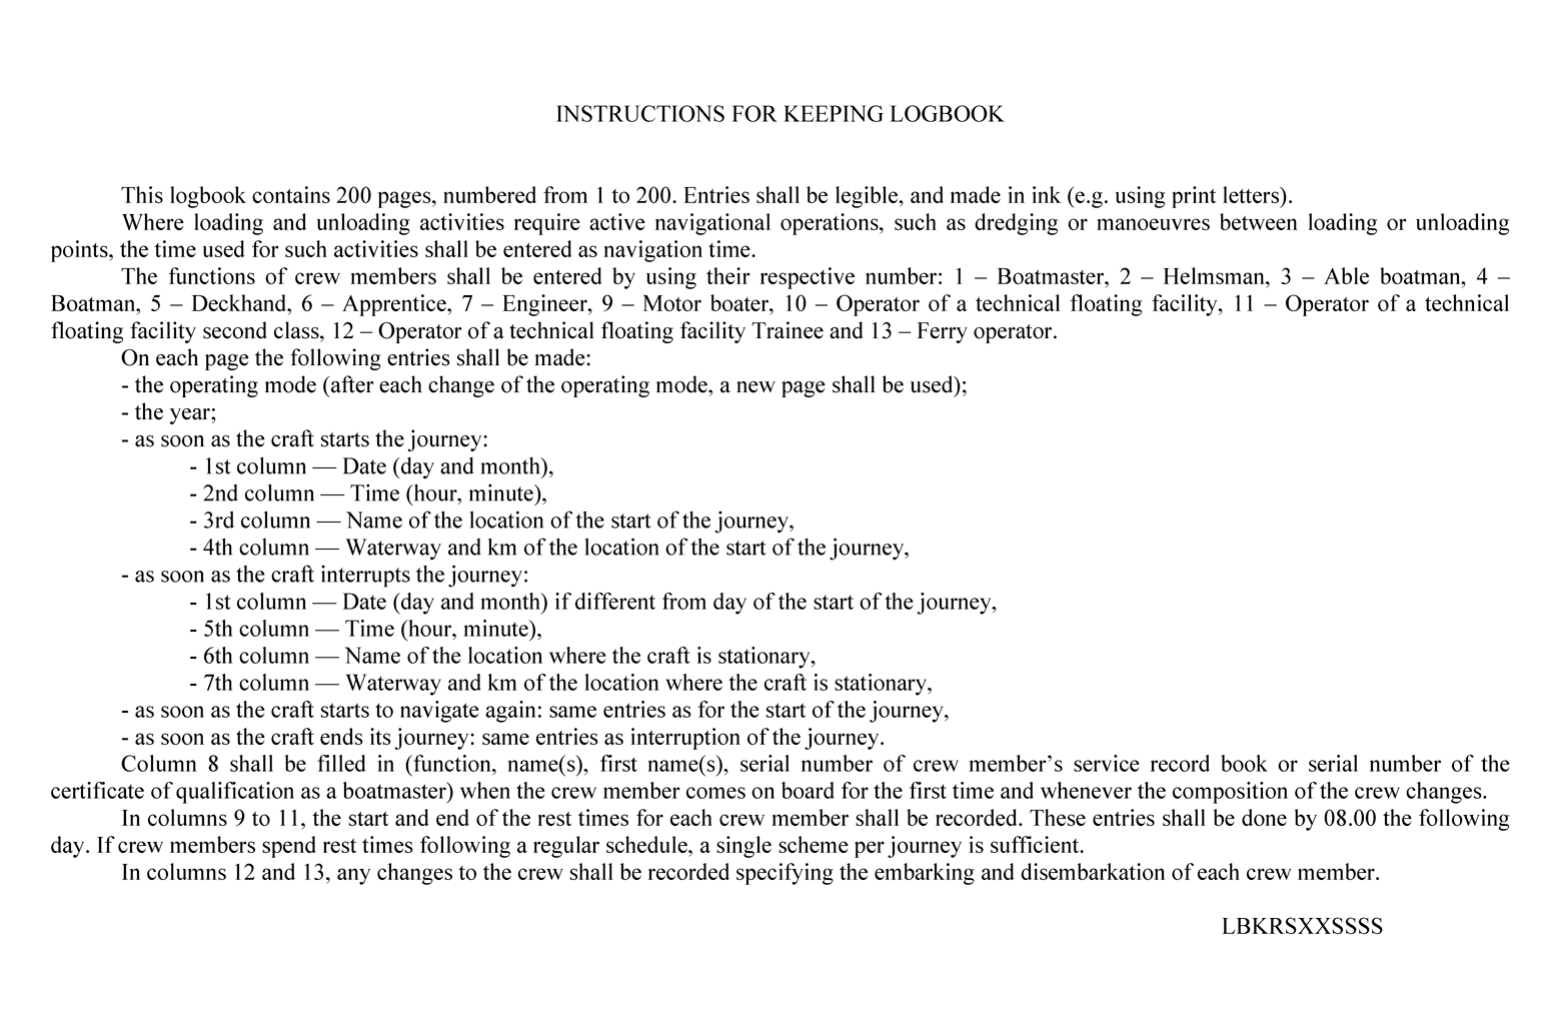 INSTRUCTIONS FOR KEEPING LOGBOOK
This logbook contains 200 pages, numbered from 1 to 200. Entries shall be legible, and made in ink (e.g. using print letters).
Where loading and unloading activities require active navigational operations, such as dredging or manoeuvres between loading or unloading
points, the time used for such activities shall be entered as navigation time.
The functions of crew members shall be entered by using their respective number: 1 – Boatmaster, 2 – Helmsman, 3 – Able boatman, 4 –
Boatman, 5 – Deckhand, 6 – Apprentice, 7 – Engineer, 9 – Motor boater, 10 – Operator of a technical floating facility, 11 – Operator of a technical
floating facility second class, 12 – Operator of a technical floating facility Trainee and 13 – Ferry operator.
On each page the following entries shall be made:
- the operating mode (after each change of the operating mode, a new page shall be used);
- the year;
- as soon as the craft starts the journey:
- 1st column — Date (day and month),
- 2nd column — Time (hour, minute),
- 3rd column — Name of the location of the start of the journey,
- 4th column — Waterway and km of the location of the start of the journey,
- as soon as the craft interrupts the journey:
- 1st column — Date (day and month) if different from day of the start of the journey,
- 5th column — Time (hour, minute),
- 6th column — Name of the location where the craft is stationary,
- 7th column — Waterway and km of the location where the craft is stationary,
- as soon as the craft starts to navigate again: same entries as for the start of the journey,
- as soon as the craft ends its journey: same entries as interruption of the journey.
Column 8 shall be filled in (function, name(s), first name(s), serial number of crew member's service record book or serial number of the
certificate of qualification as a boatmaster) when the crew member comes on board for the first time and whenever the composition of the crew changes.
In columns 9 to 11, the start and end of the rest times for each crew member shall be recorded. These entries shall be done by 08.00 the following
day. If crew members spend rest times following a regular schedule, a single scheme per journey is sufficient.
In columns 12 and 13, any changes to the crew shall be recorded specifying the embarking and disembarkation of each crew member.
LBKRSXXSSSS